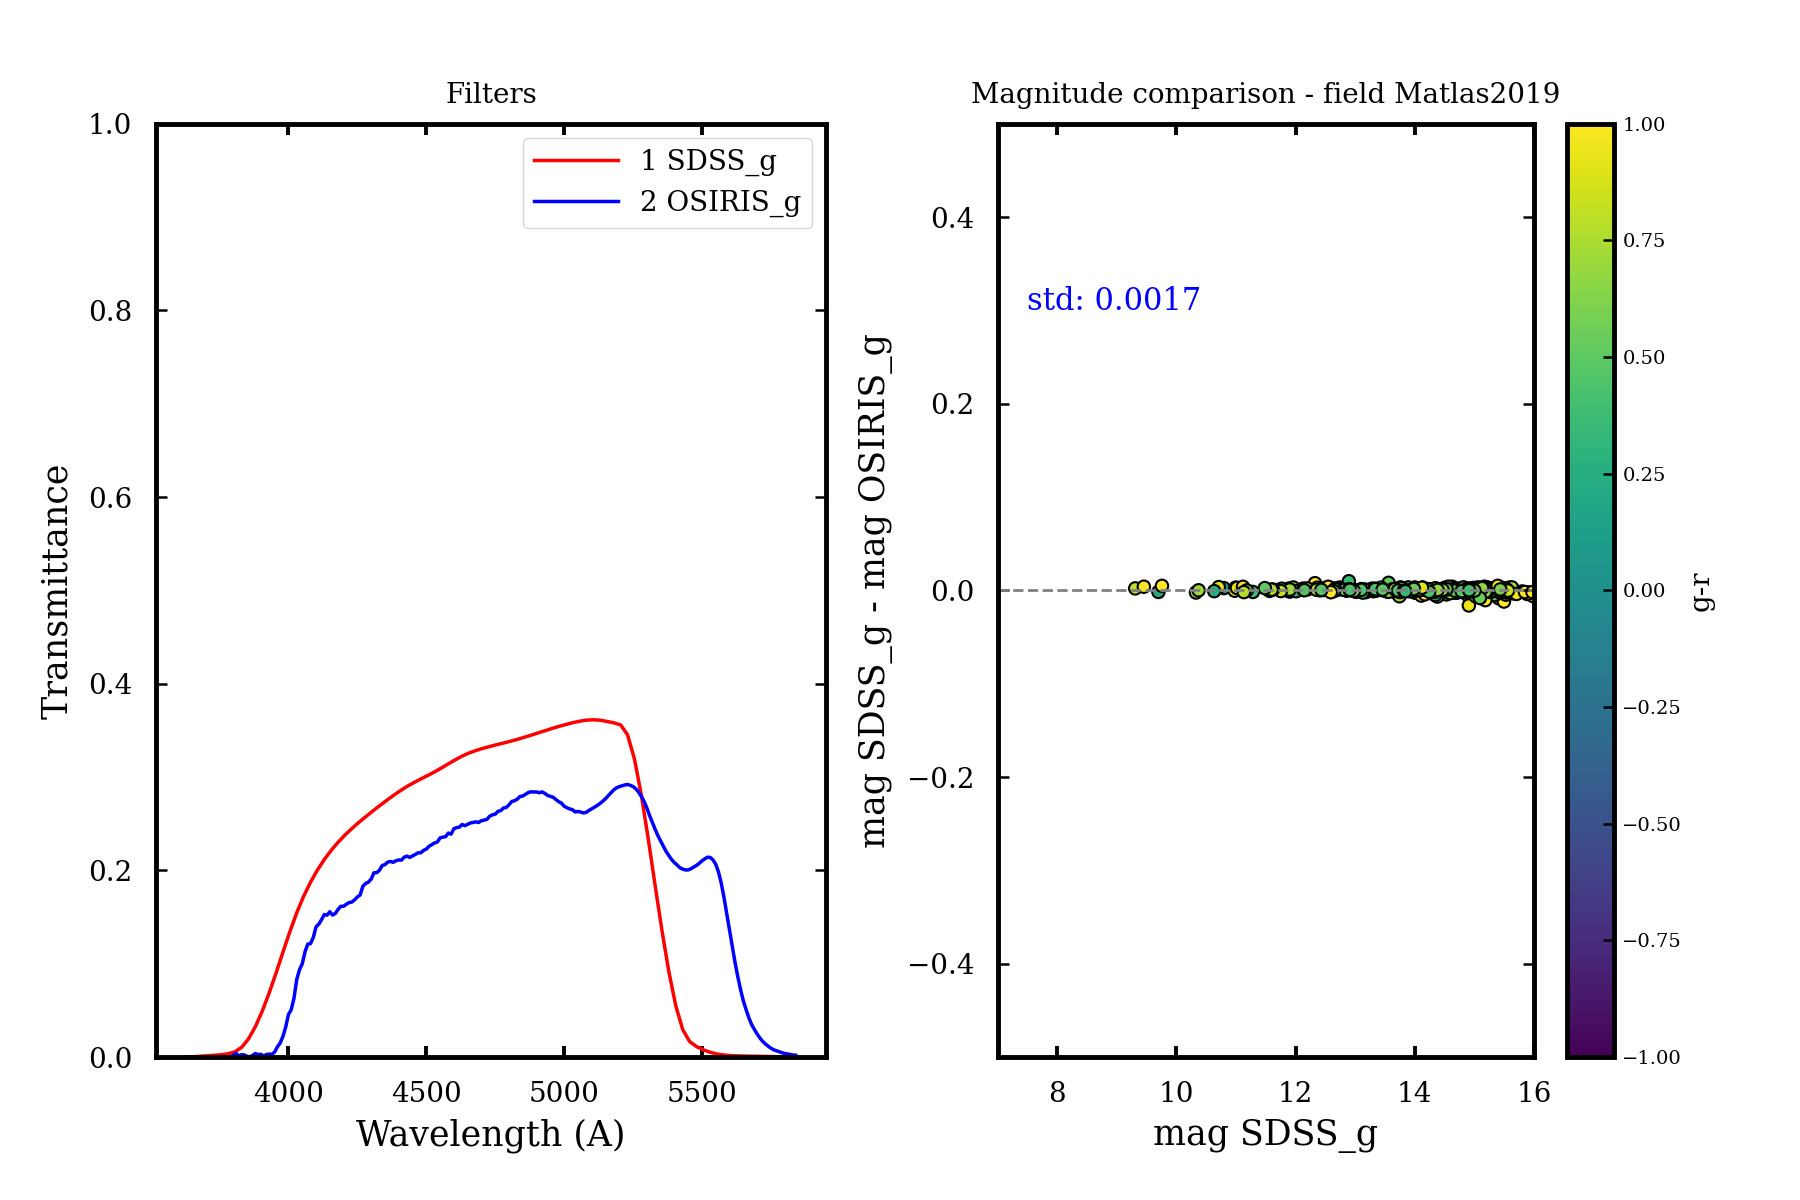 Filters
1.0
0.8
0.6
0.4
0.2
0.0
Transmittance
1 SDSS_g
2 OSIRIS_g
4000 4500 5000 5500
Wavelength (A)
Magnitude comparison - field Matlas2019
0.4
0.2
0.0
−0.2
−0.4
mag SDSS_g - mag OSIRIS_g
std: 0.0017
8 10 12 14 16
mag SDSS_g
1.00
0.75
0.50
0.25
0.00
−0.25
−0.50
−0.75
−1.00
g-r